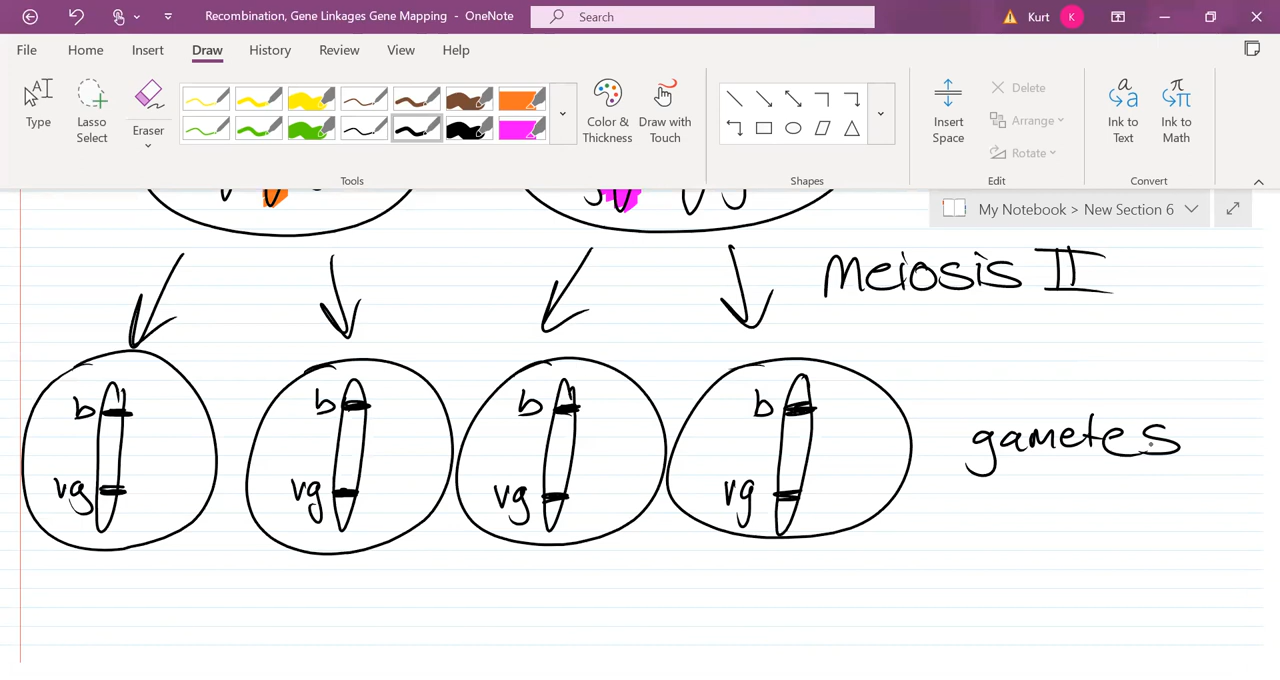 Recombination, Gene Linkages Gene Mapping - OneNote
Search
Kurt
K
File Home Insert Draw History Review View Help
Type
Lasso Select
Eraser
Color & Thickness
Draw with Touch
Insert Space
Delete
Arrange
Rotate
Ink to Text
Ink to Math
Tools
Shapes
Edit
Convert
My Notebook > New Section 6
Meiosis II
b b b b
vg vg vg vg
gametes